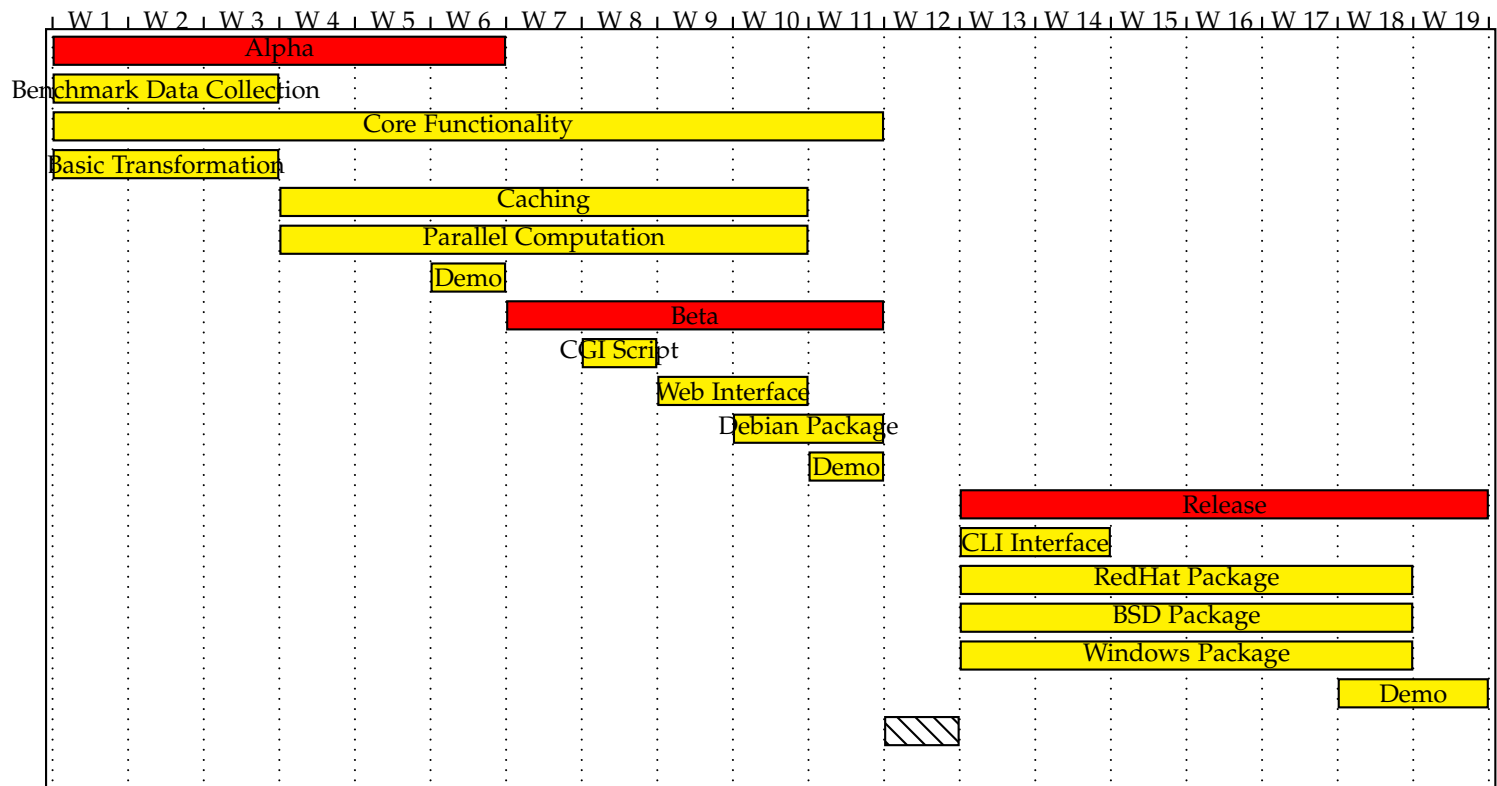 W 1 W 2 W 3 W 4 W 5 W 6 W 7 W 8 W 9 W 10 W 11 W 12 W 13 W 14 W 15 W 16 W 17 W 18 W 19
Alpha
Benchmark Data Collection
Core Functionality
Basic Transformation
Caching
Parallel Computation
Demo
Beta
CGI Script
Web Interface
Debian Package
Demo
Release
CLI Interface
RedHat Package
BSD Package
Windows Package
Demo